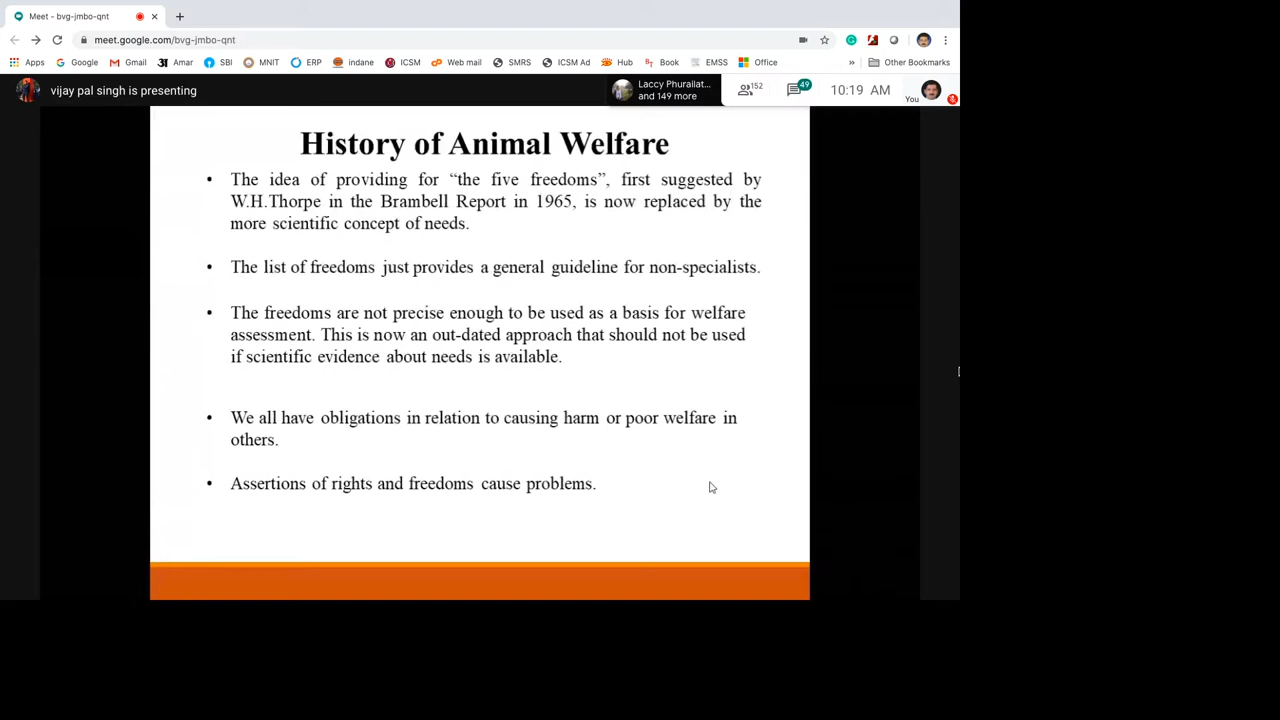 Meet - bvg-jmbo-qnt
meet.google.com/bvg-jmbo-qnt
Apps Google Gmail Amar SBI MNIT ERP indane ICSM Web mail SMRS ICSM Ad Hub Book EMSS Office » Other Bookmarks
vijay pal singh is presenting
Laccy Phurailat...
and 149 more
152
49
10:19 AM
You
History of Animal Welfare
• The idea of providing for “the five freedoms”, first suggested by
W.H.Thorpe in the Brambell Report in 1965, is now replaced by the
more scientific concept of needs.
• The list of freedoms just provides a general guideline for non-specialists.
• The freedoms are not precise enough to be used as a basis for welfare
assessment. This is now an out-dated approach that should not be used
if scientific evidence about needs is available.
• We all have obligations in relation to causing harm or poor welfare in
others.
• Assertions of rights and freedoms cause problems.